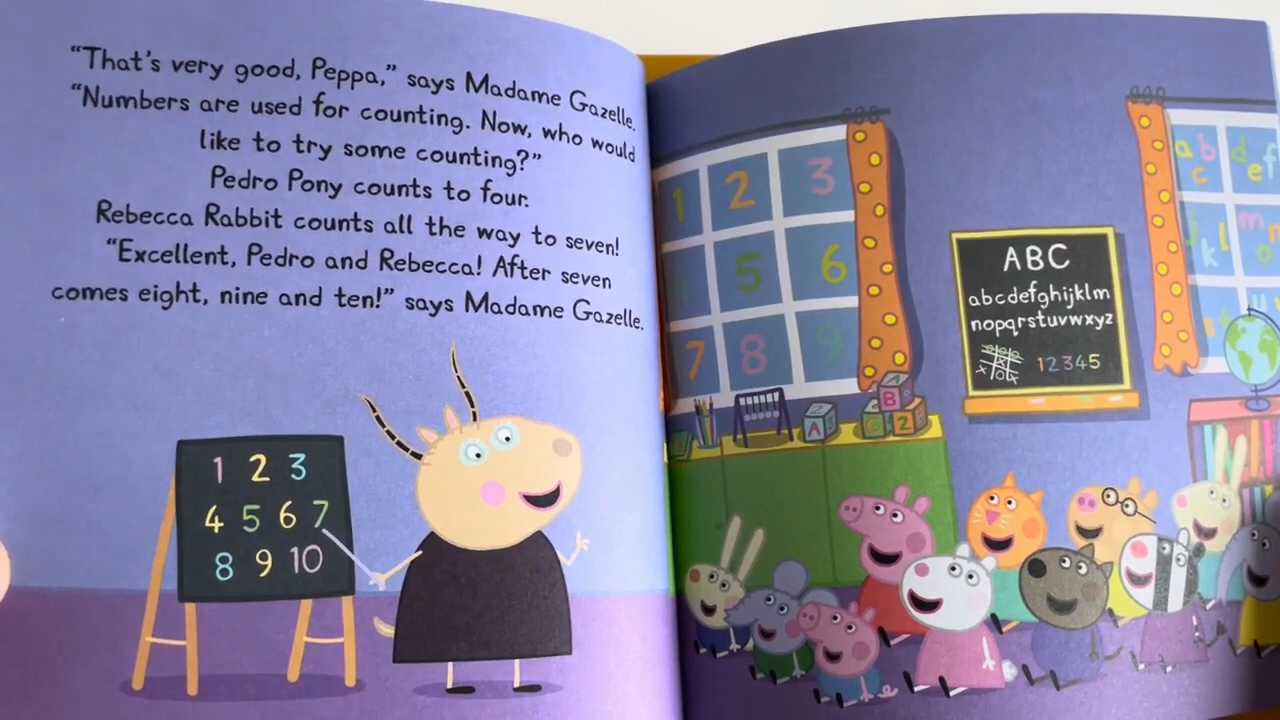 “That’s very good, Peppa,” says Madame Gazelle.
“Numbers are used for counting. Now, who would
like to try some counting?”
Pedro Pony counts to four.
Rebecca Rabbit counts all the way to seven!
“Excellent, Pedro and Rebecca! After seven
comes eight, nine and ten!” says Madame Gazelle.
1 2 3
4 5 6 7
8 9 10
1 2 3
5 6
7 8 9
ABC
abcdefghijklm
nopqrstuvwxyz
12345
a b c
d e f
j k l
m n o
A
B
C 2